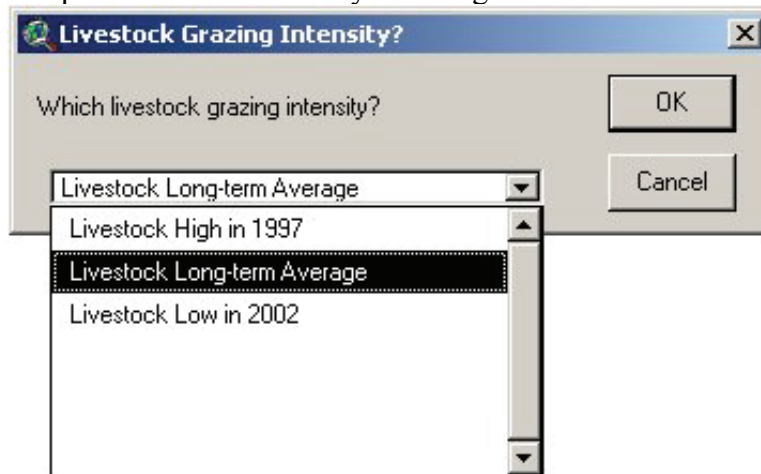 Livestock Grazing Intensity?
Which livestock grazing intensity?
OK
Cancel
Livestock Long-term Average
Livestock High in 1997
Livestock Long-term Average
Livestock Low in 2002